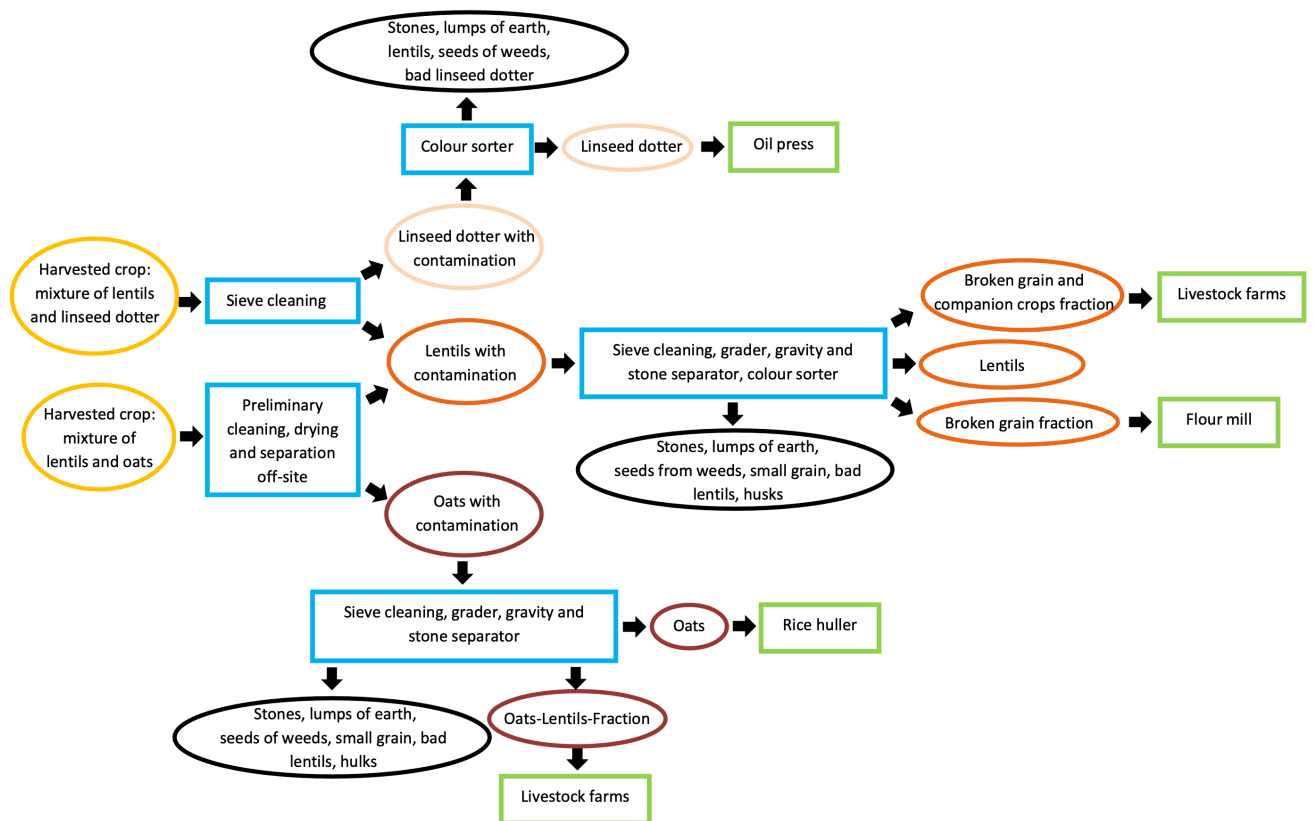 Stones, lumps of earth,
lentils, seeds of weeds,
bad linseed dotter
Colour sorter
Linseed dotter
Oil press
Linseed dotter with
contamination
Harvested crop:
mixture of lentils
and linseed dotter
Sieve cleaning
Broken grain and
companion crops fraction
Livestock farms
Lentils with
contamination
Sieve cleaning, grader, gravity and
stone separator, colour sorter
Lentils
Harvested crop:
mixture of
lentils and oats
Preliminary
cleaning, drying
and separation
off-site
Broken grain fraction
Flour mill
Stones, lumps of earth,
seeds from weeds, small grain, bad
lentils, husks
Oats with
contamination
Sieve cleaning, grader, gravity and
stone separator
Oats
Rice huller
Stones, lumps of earth,
seeds of weeds, small grain, bad
lentils, hulks
Oats-Lentils-Fraction
Livestock farms